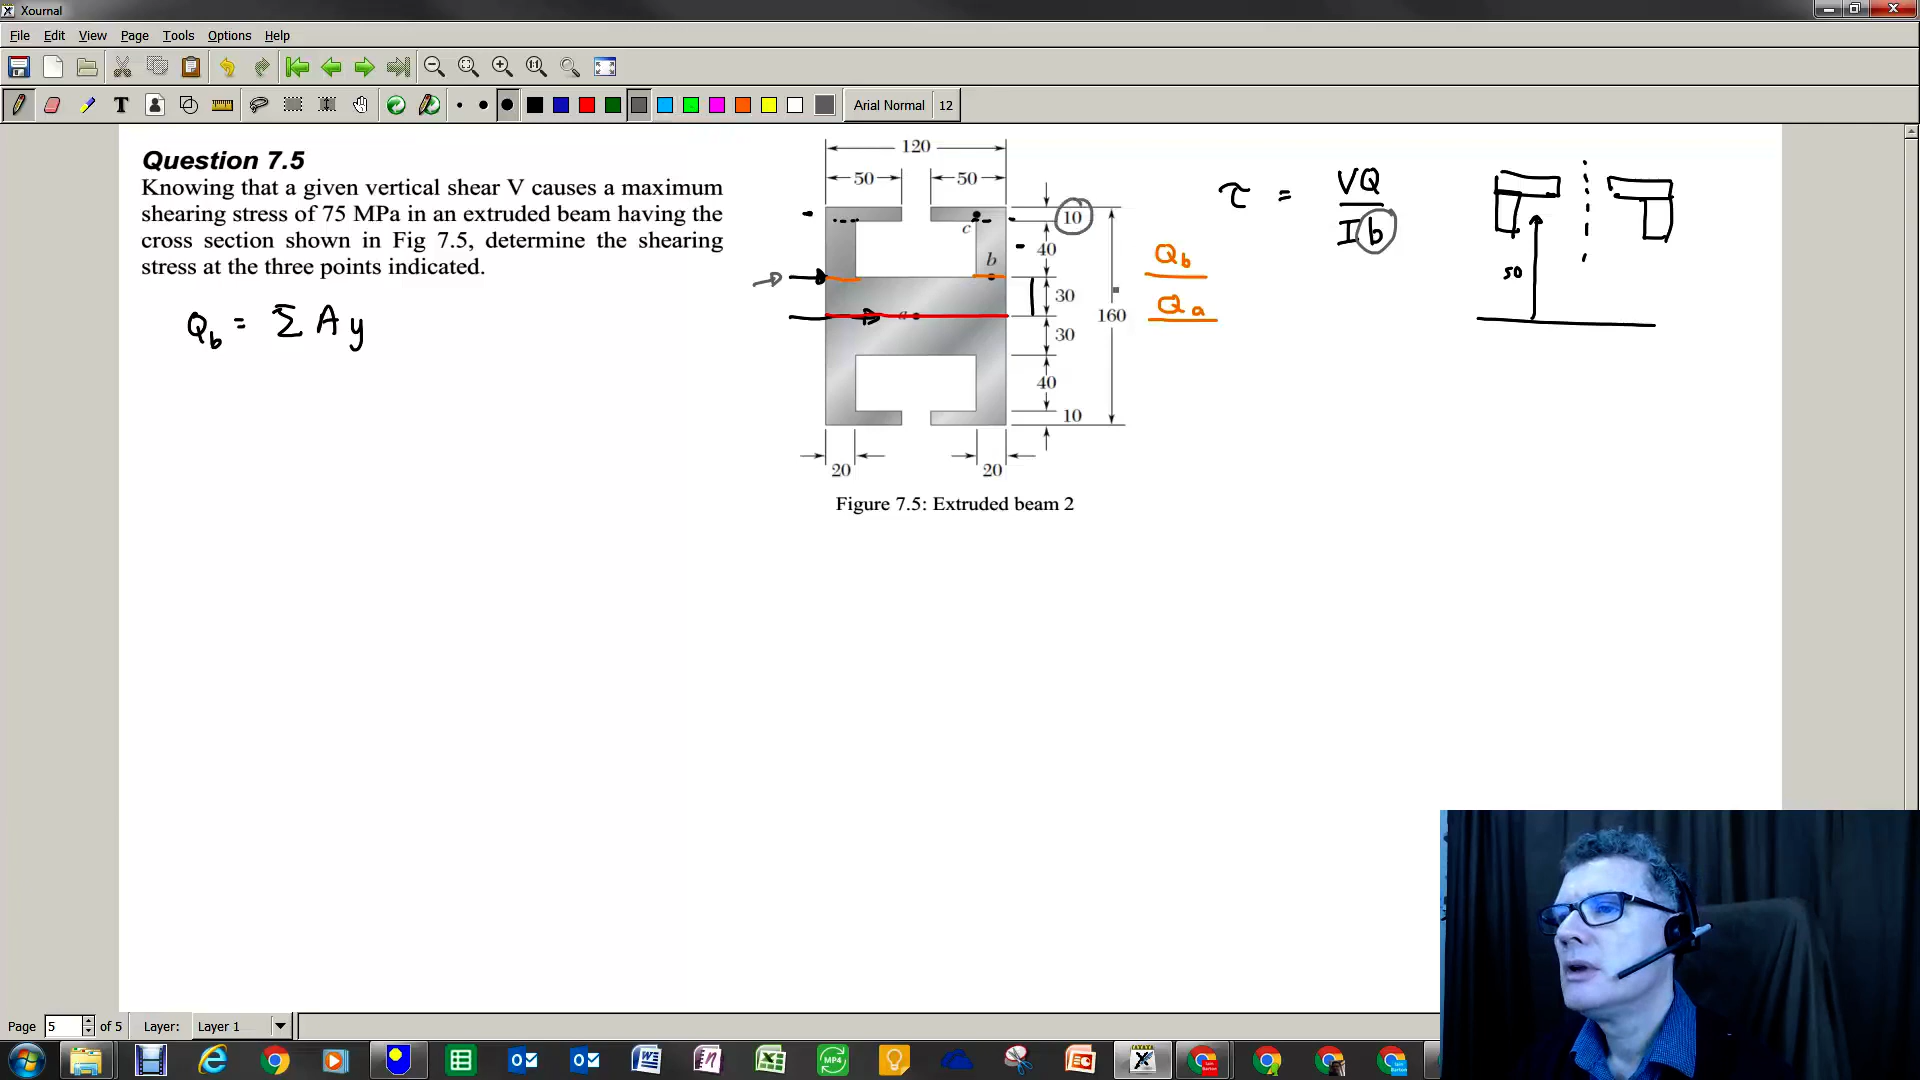 Xournal
File Edit View Page Tools Options Help
Arial Normal 12
Question 7.5
Knowing that a given vertical shear V causes a maximum
shearing stress of 75 MPa in an extruded beam having the
cross section shown in Fig 7.5, determine the shearing
stress at the three points indicated.
Qb = Σ A y
120
50 50
10
c
40
b
30
a
160
30
40
10
20 20
Figure 7.5: Extruded beam 2
Qb
Qa
τ = VQ
Ib
50
Page 5 of 5 Layer: Layer 1